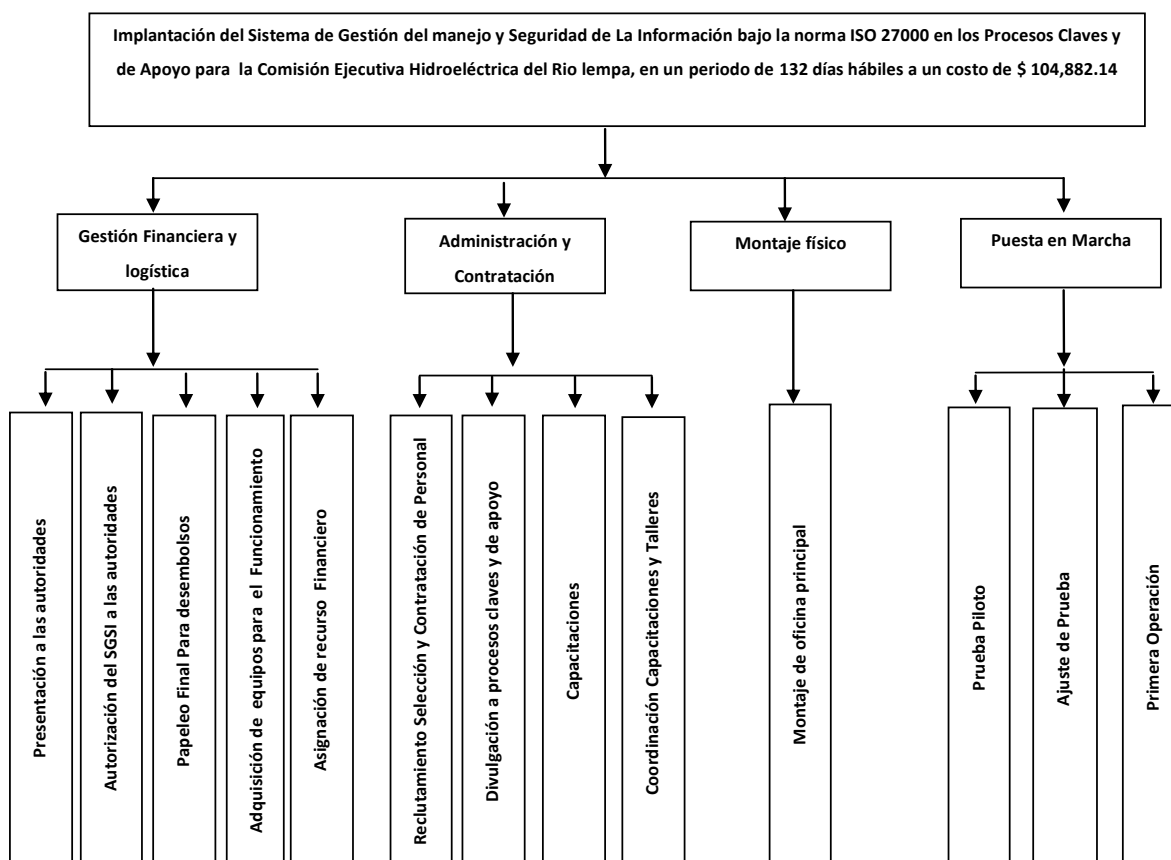 Implantación del Sistema de Gestión del manejo y Seguridad de La Información bajo la norma ISO 27000 en los Procesos Claves y
de Apoyo para la Comisión Ejecutiva Hidroeléctrica del Rio lempa, en un periodo de 132 días hábiles a un costo de $ 104,882.14
Gestión Financiera y
logística
Administración y
Contratación
Montaje físico
Puesta en Marcha
Presentación a las autoridades
Autorización del SGSI a las autoridades
Papeleo Final Para desembolsos
Adquisición de equipos para el Funcionamiento
Asignación de recurso Financiero
Reclutamiento Selección y Contratación de Personal
Divulgación a procesos claves y de apoyo
Capacitaciones
Coordinación Capacitaciones y Talleres
Montaje de oficina principal
Prueba Piloto
Ajuste de Prueba
Primera Operación